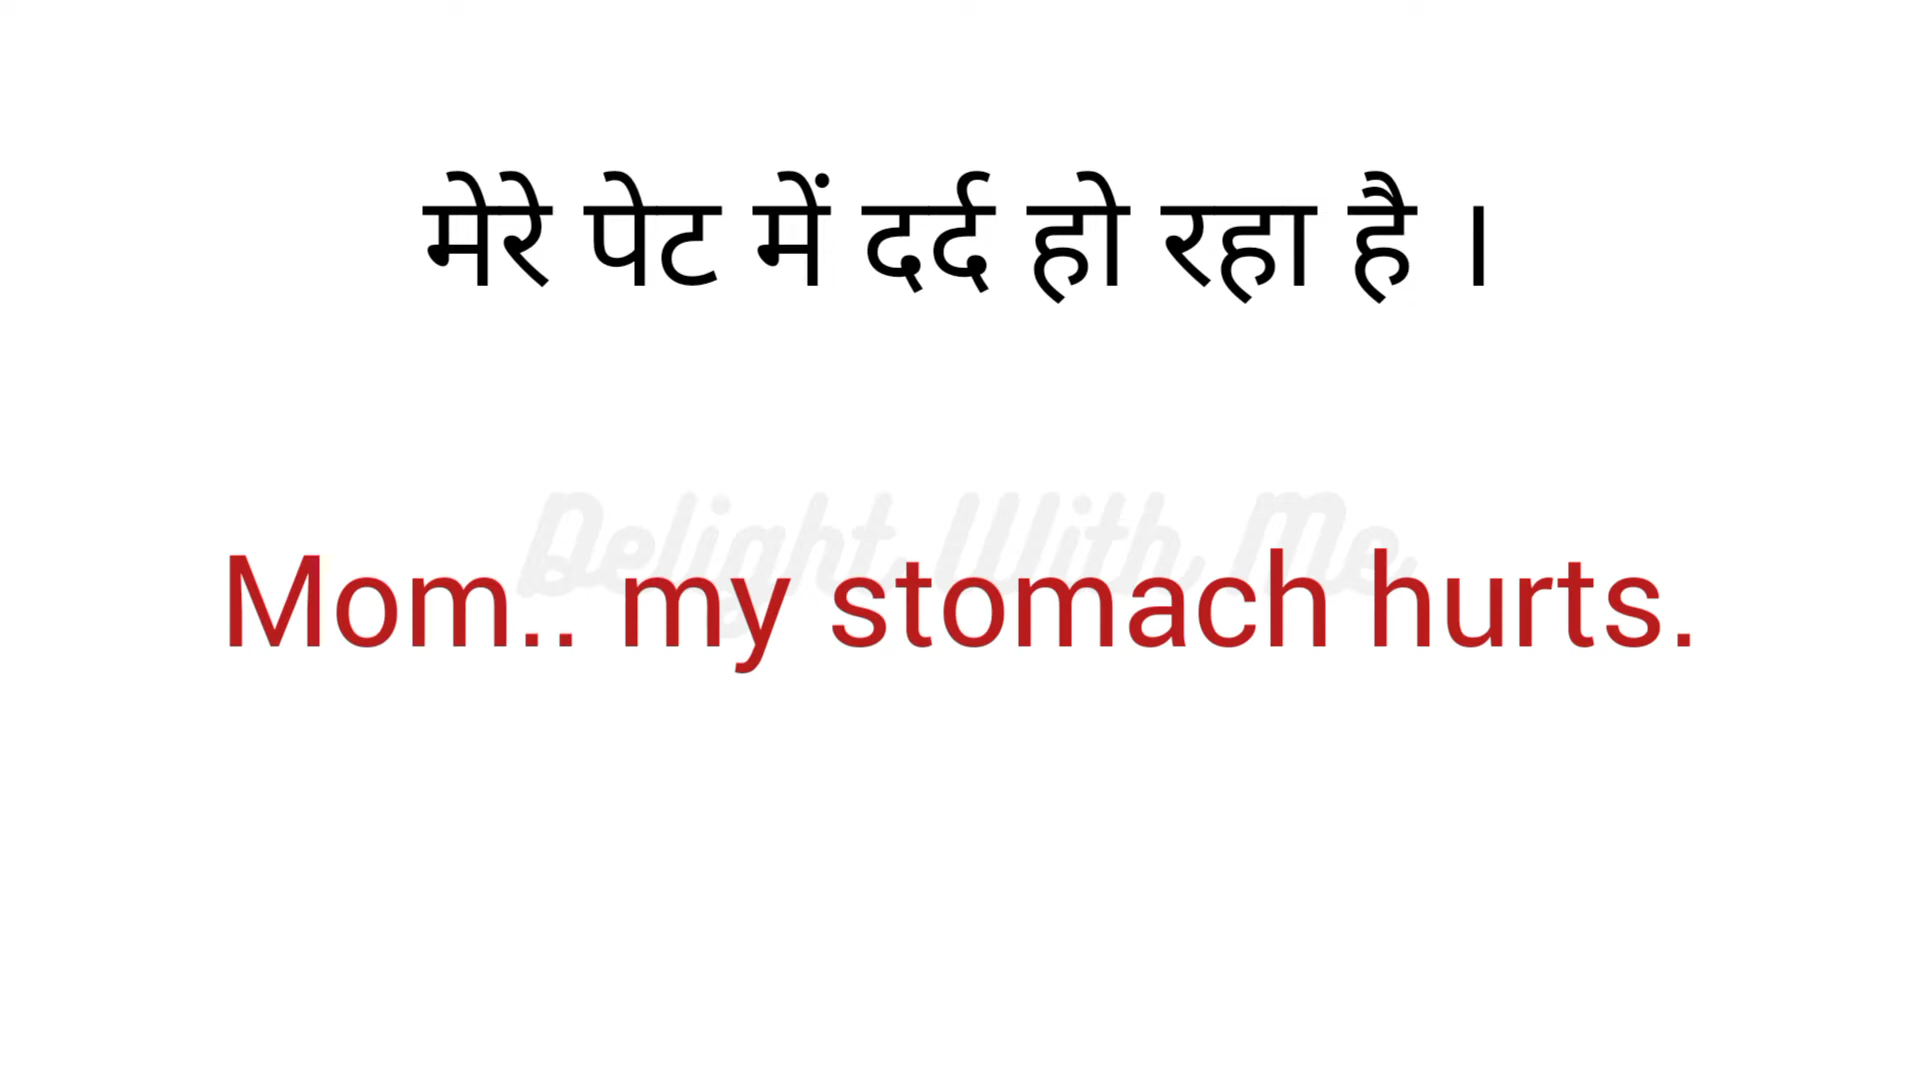 मेरे पेट में दर्द हो रहा है ।
Delight With Me
Mom.. my stomach hurts.